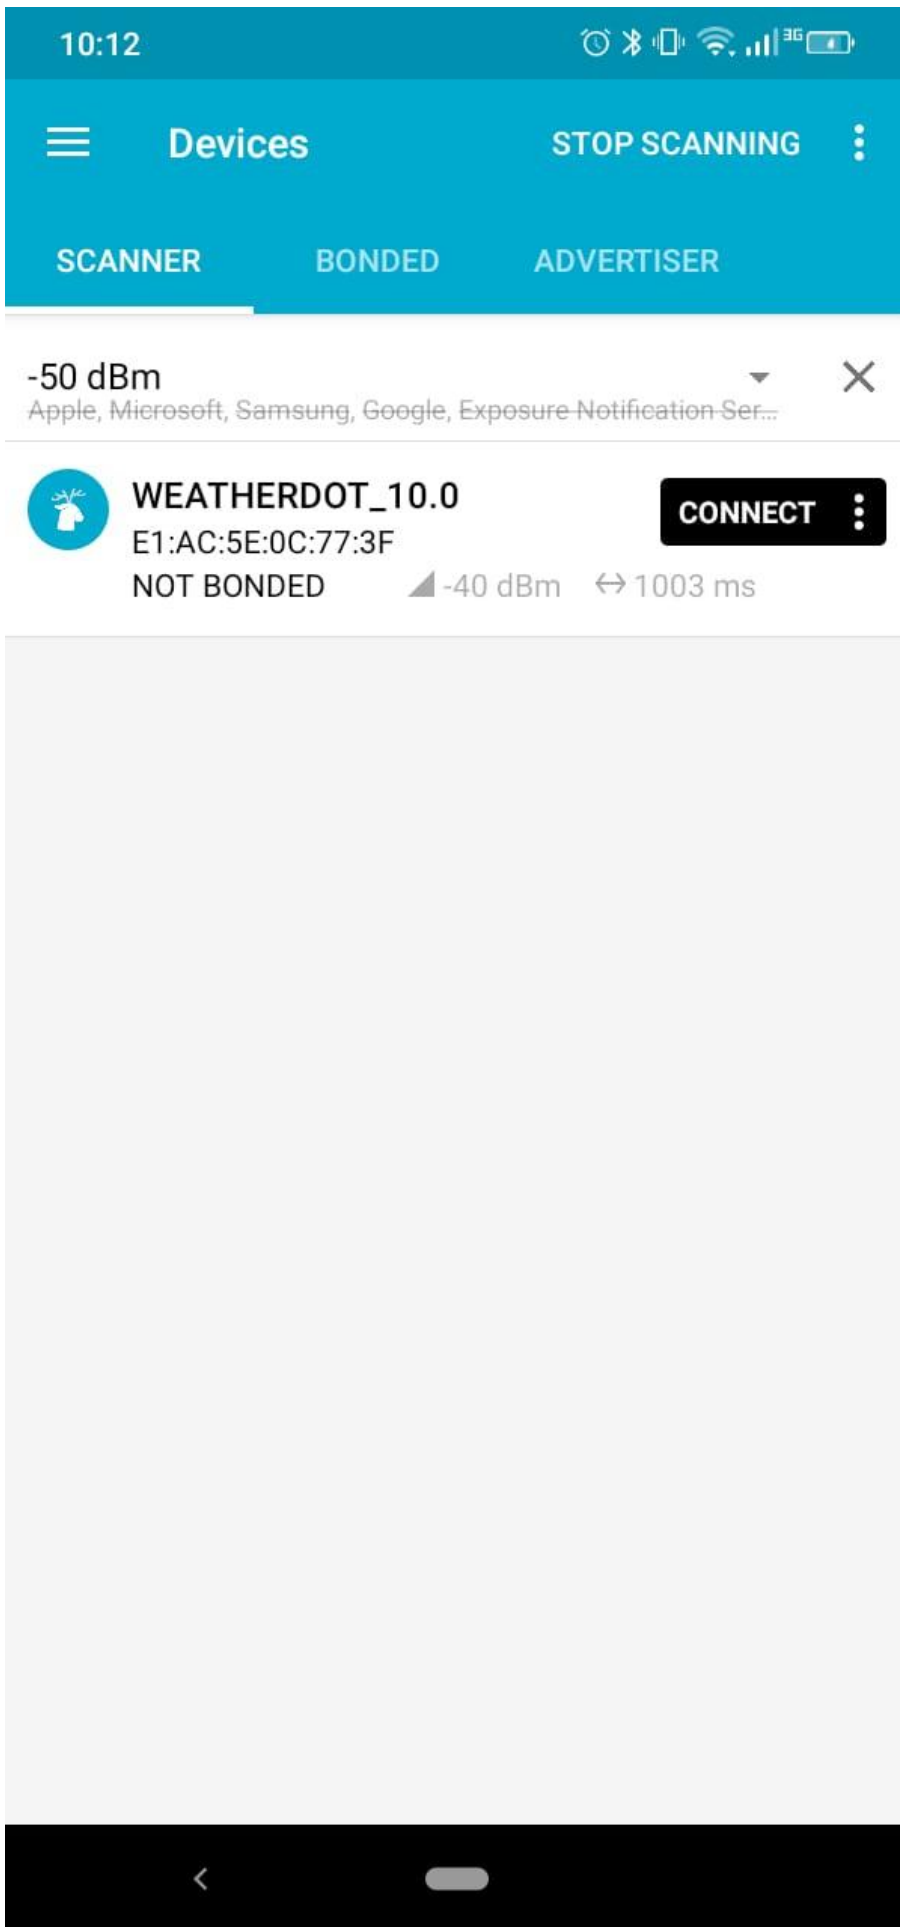 10:12
3G
Devices
STOP SCANNING
SCANNER
BONDED
ADVERTISER
-50 dBm
Apple, Microsoft, Samsung, Google, Exposure Notification Ser...
WEATHERDOT_10.0
CONNECT
E1:AC:5E:0C:77:3F
NOT BONDED
-40 dBm
1003 ms